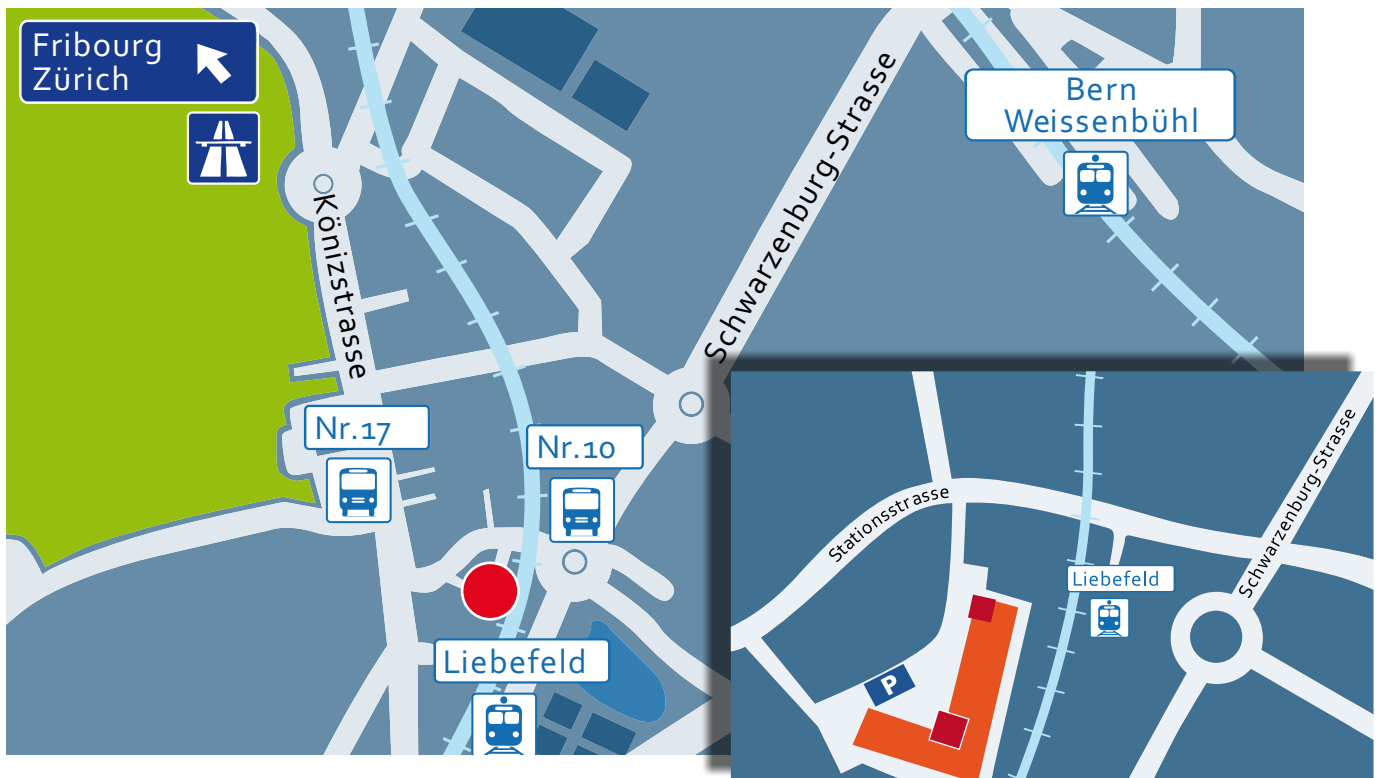 Fribourg
Zürich
Bern
Weissenbühl
Schwarzenburg-Strasse
Könizstrasse
Nr.17
Nr.10
Liebefeld
Stationsstrasse
Schwarzenburg-Strasse
Liebefeld
P